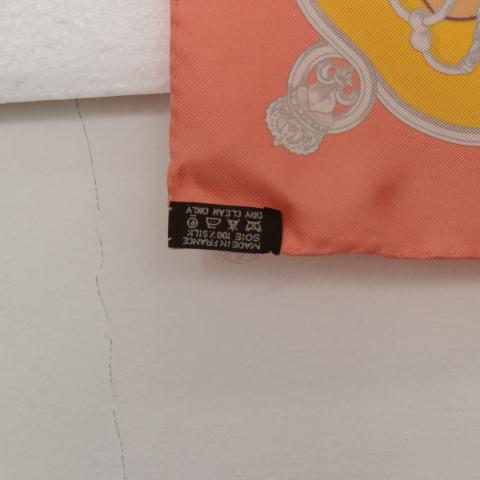 MADE IN FRANCE
SOIE 100% SILK
DRY CLEAN ONLY